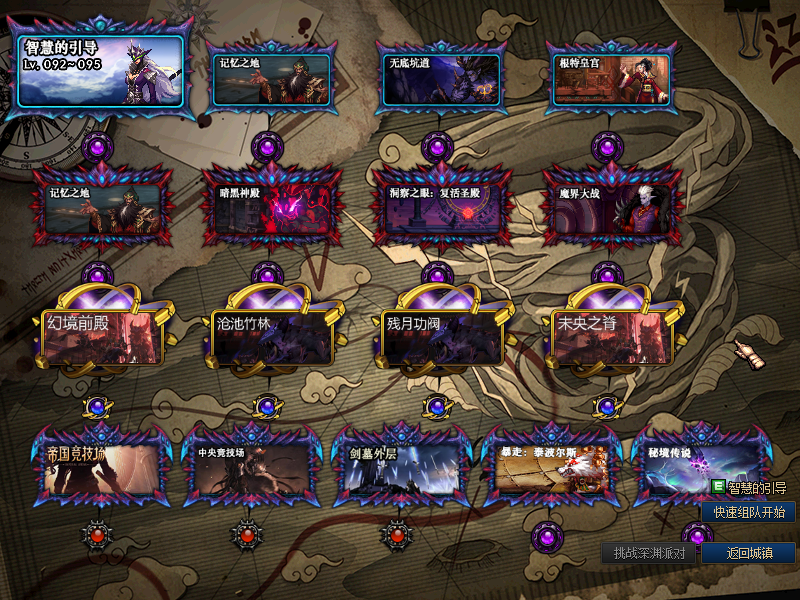 智慧的引导
Lv. 092~095
记忆之地
无底坑道
根特皇宫
记忆之地
暗黑神殿
洞察之眼：复活圣殿
魔界大战
幻境前殿
沧池竹林
残月功阀
未央之脊
帝国竞技场
中央竞技场
剑墓外层
暴走：泰波尔斯
秘境传说
E 智慧的引导
快速组队开始
挑战深渊派对
返回城镇